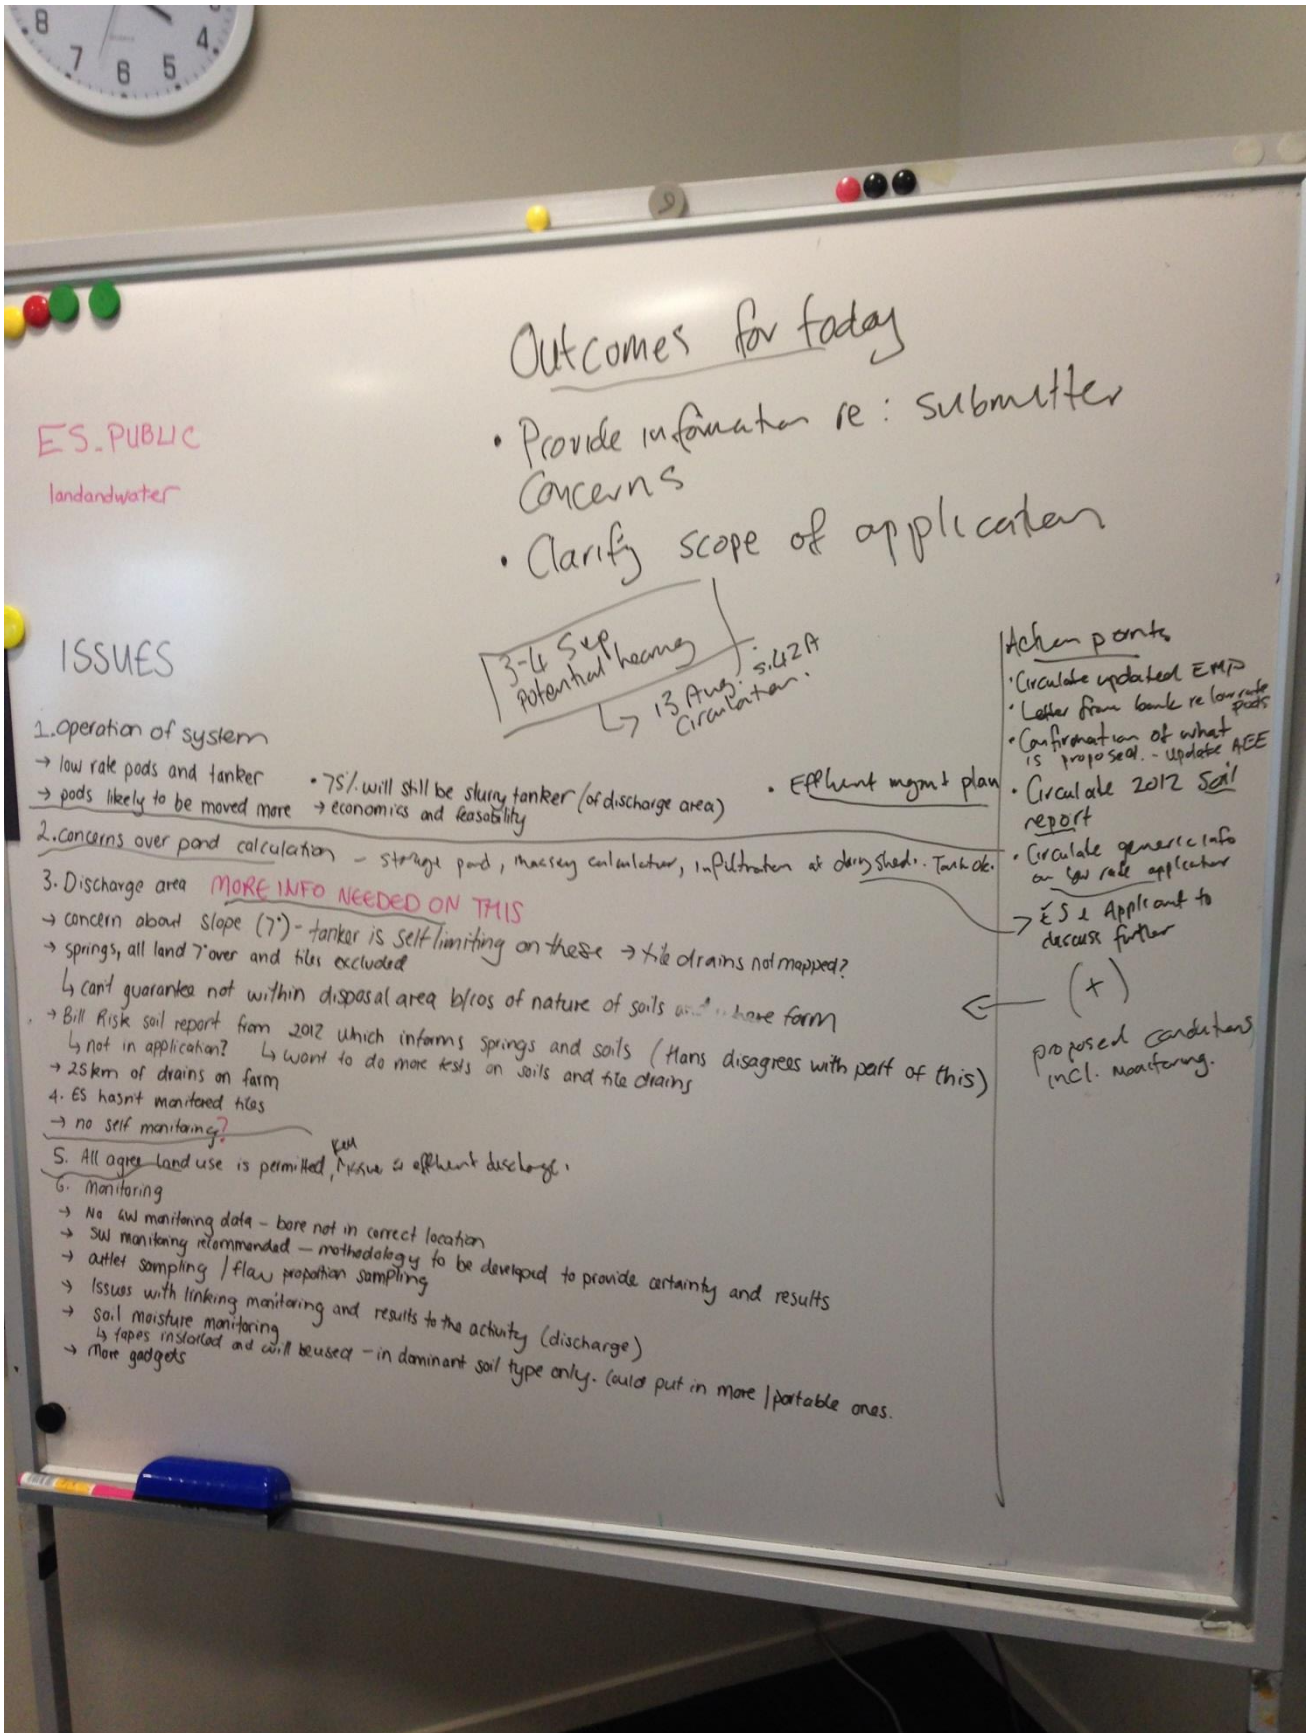 8 7 6 5 4
Outcomes for today
• Provide information re: submitter
concerns
• Clarify scope of application
ES_PUBLIC
landandwater
3-4 Sep
Potential hearing
↳ 13 Aug: S.42A
Circulation.
ISSUES
1. Operation of system
→ low rate pods and tanker
→ pods likely to be moved more
• 75% will still be slurry tanker (of discharge area)
→ economics and feasability
• Effluent mgmt plan
2. Concerns over pond calculation – storage pond, massey calculator, infiltration at dairy shed. Tank ok.
3. Discharge area MORE INFO NEEDED ON THIS
→ concern about slope (7°) - tanker is self limiting on these → tile drains not mapped?
→ springs, all land 7° over and tiles excluded
↳ can't guarantee not within disposal area b/cos of nature of soils where form
→ Bill Risk soil report from 2012 which informs springs and soils (Hans disagrees with part of this)
↳ not in application? ↳ want to do more tests on soils and tile drains
→ 25km of drains on farm
4. ES hasn't monitored tiles
→ no self monitoring?
5. All agree land use is permitted, key issue is effluent discharge.
6. Monitoring
→ No GW monitoring data – bore not in correct location
→ SW monitoring recommended – methodology to be developed to provide certainty and results
→ outlet sampling / flow proportion sampling
→ Issues with linking monitoring and results to the activity (discharge)
→ soil moisture monitoring
↳ tapes installed and will be used – in dominant soil type only. Could put in more / portable ones.
→ More gadgets
Action points
• Circulate updated EMP
• Letter from bank re low rate
pods
• Confirmation of what
is proposed. - update AEE
• Circulate 2012 soil
report
• Circulate generic info
on low rate application
→ ES & Applicant to
discuss further
← (+)
proposed conditions
incl. monitoring.